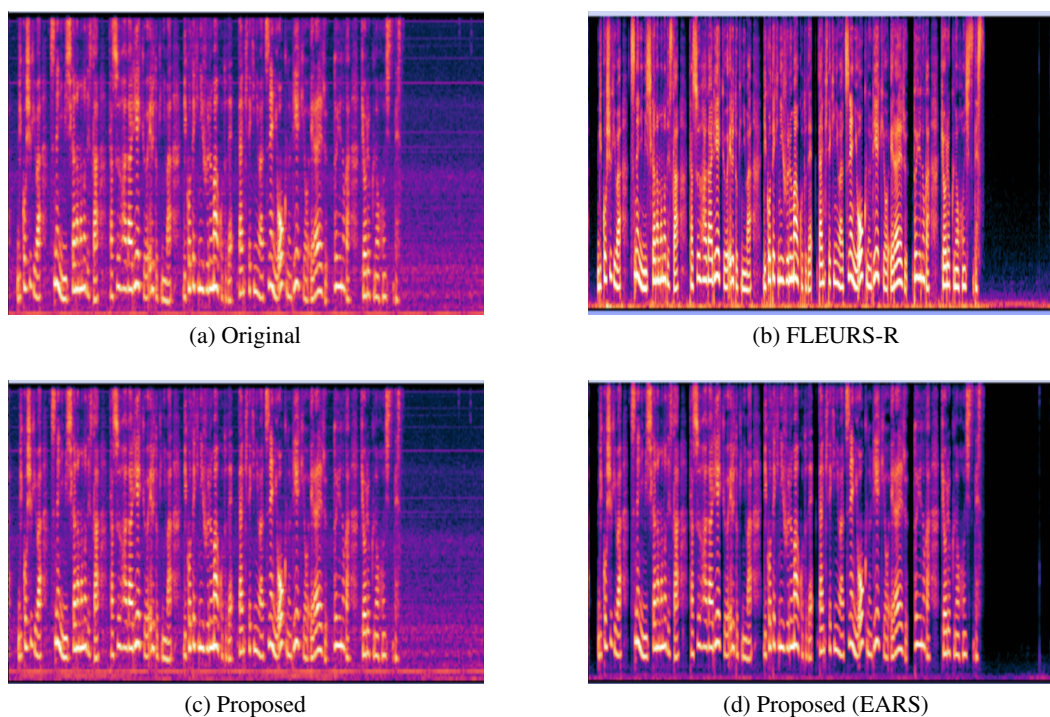 (a) Original
(b) FLEURS-R
(c) Proposed
(d) Proposed (EARS)